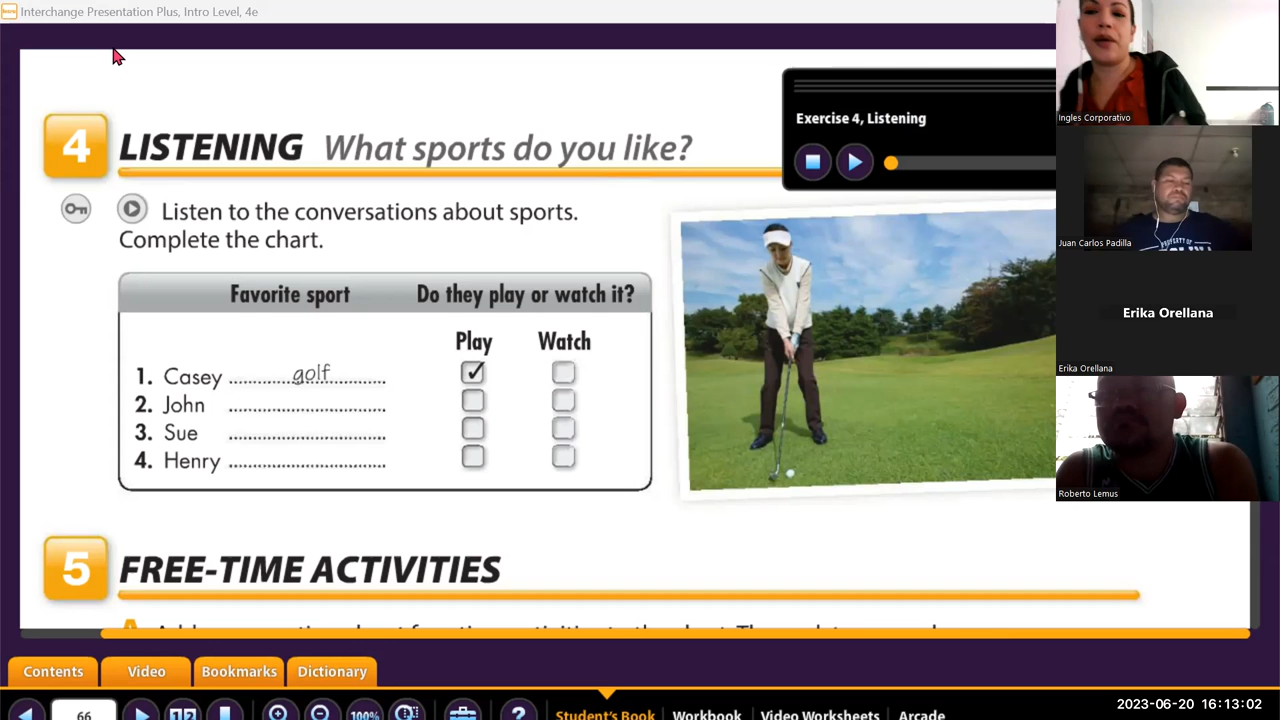 Interchange Presentation Plus, Intro Level, 4e
4 LISTENING What sports do you like?
Exercise 4, Listening
Listen to the conversations about sports.
Complete the chart.
Favorite sport Do they play or watch it?
Play Watch
1. Casey golf
2. John
3. Sue
4. Henry
5 FREE-TIME ACTIVITIES
Ingles Corporativo
Juan Carlos Padilla
Erika Orellana
Erika Orellana
Roberto Lemus
PROPERTY OF
Contents Video Bookmarks Dictionary
66 1 2 100% ? Student's Book Workbook Video Worksheets Arcade
2023-06-20 16:13:02